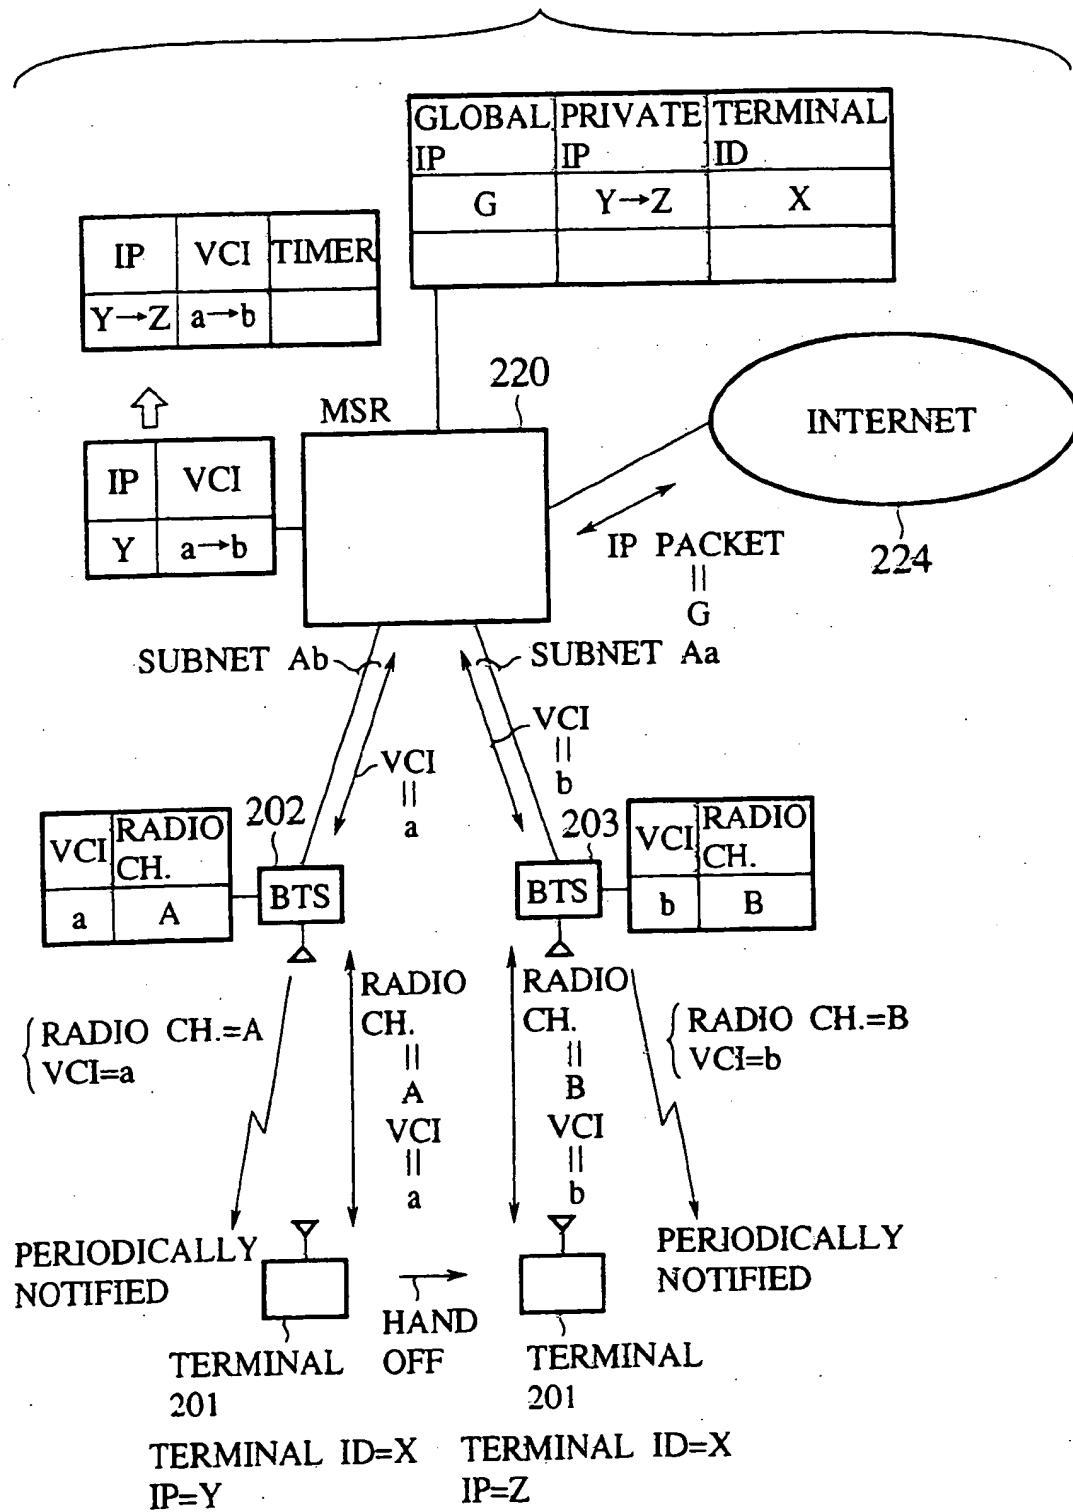 GLOBAL IP
PRIVATE IP
TERMINAL ID
G
Y→Z
X
IP
VCI
TIMER
Y→Z
a→b
220
MSR
INTERNET
IP
VCI
Y
a→b
IP PACKET
||
G
224
SUBNET Ab
SUBNET Aa
VCI
||
a
VCI
||
b
202
203
VCI
RADIO CH.
a
A
BTS
BTS
VCI
RADIO CH.
b
B
RADIO CH.=A
VCI=a
RADIO
CH.
||
A
VCI
||
a
RADIO
CH.
||
B
VCI
||
b
RADIO CH.=B
VCI=b
PERIODICALLY
NOTIFIED
PERIODICALLY
NOTIFIED
HAND
OFF
TERMINAL
201
TERMINAL
201
TERMINAL ID=X
IP=Y
TERMINAL ID=X
IP=Z